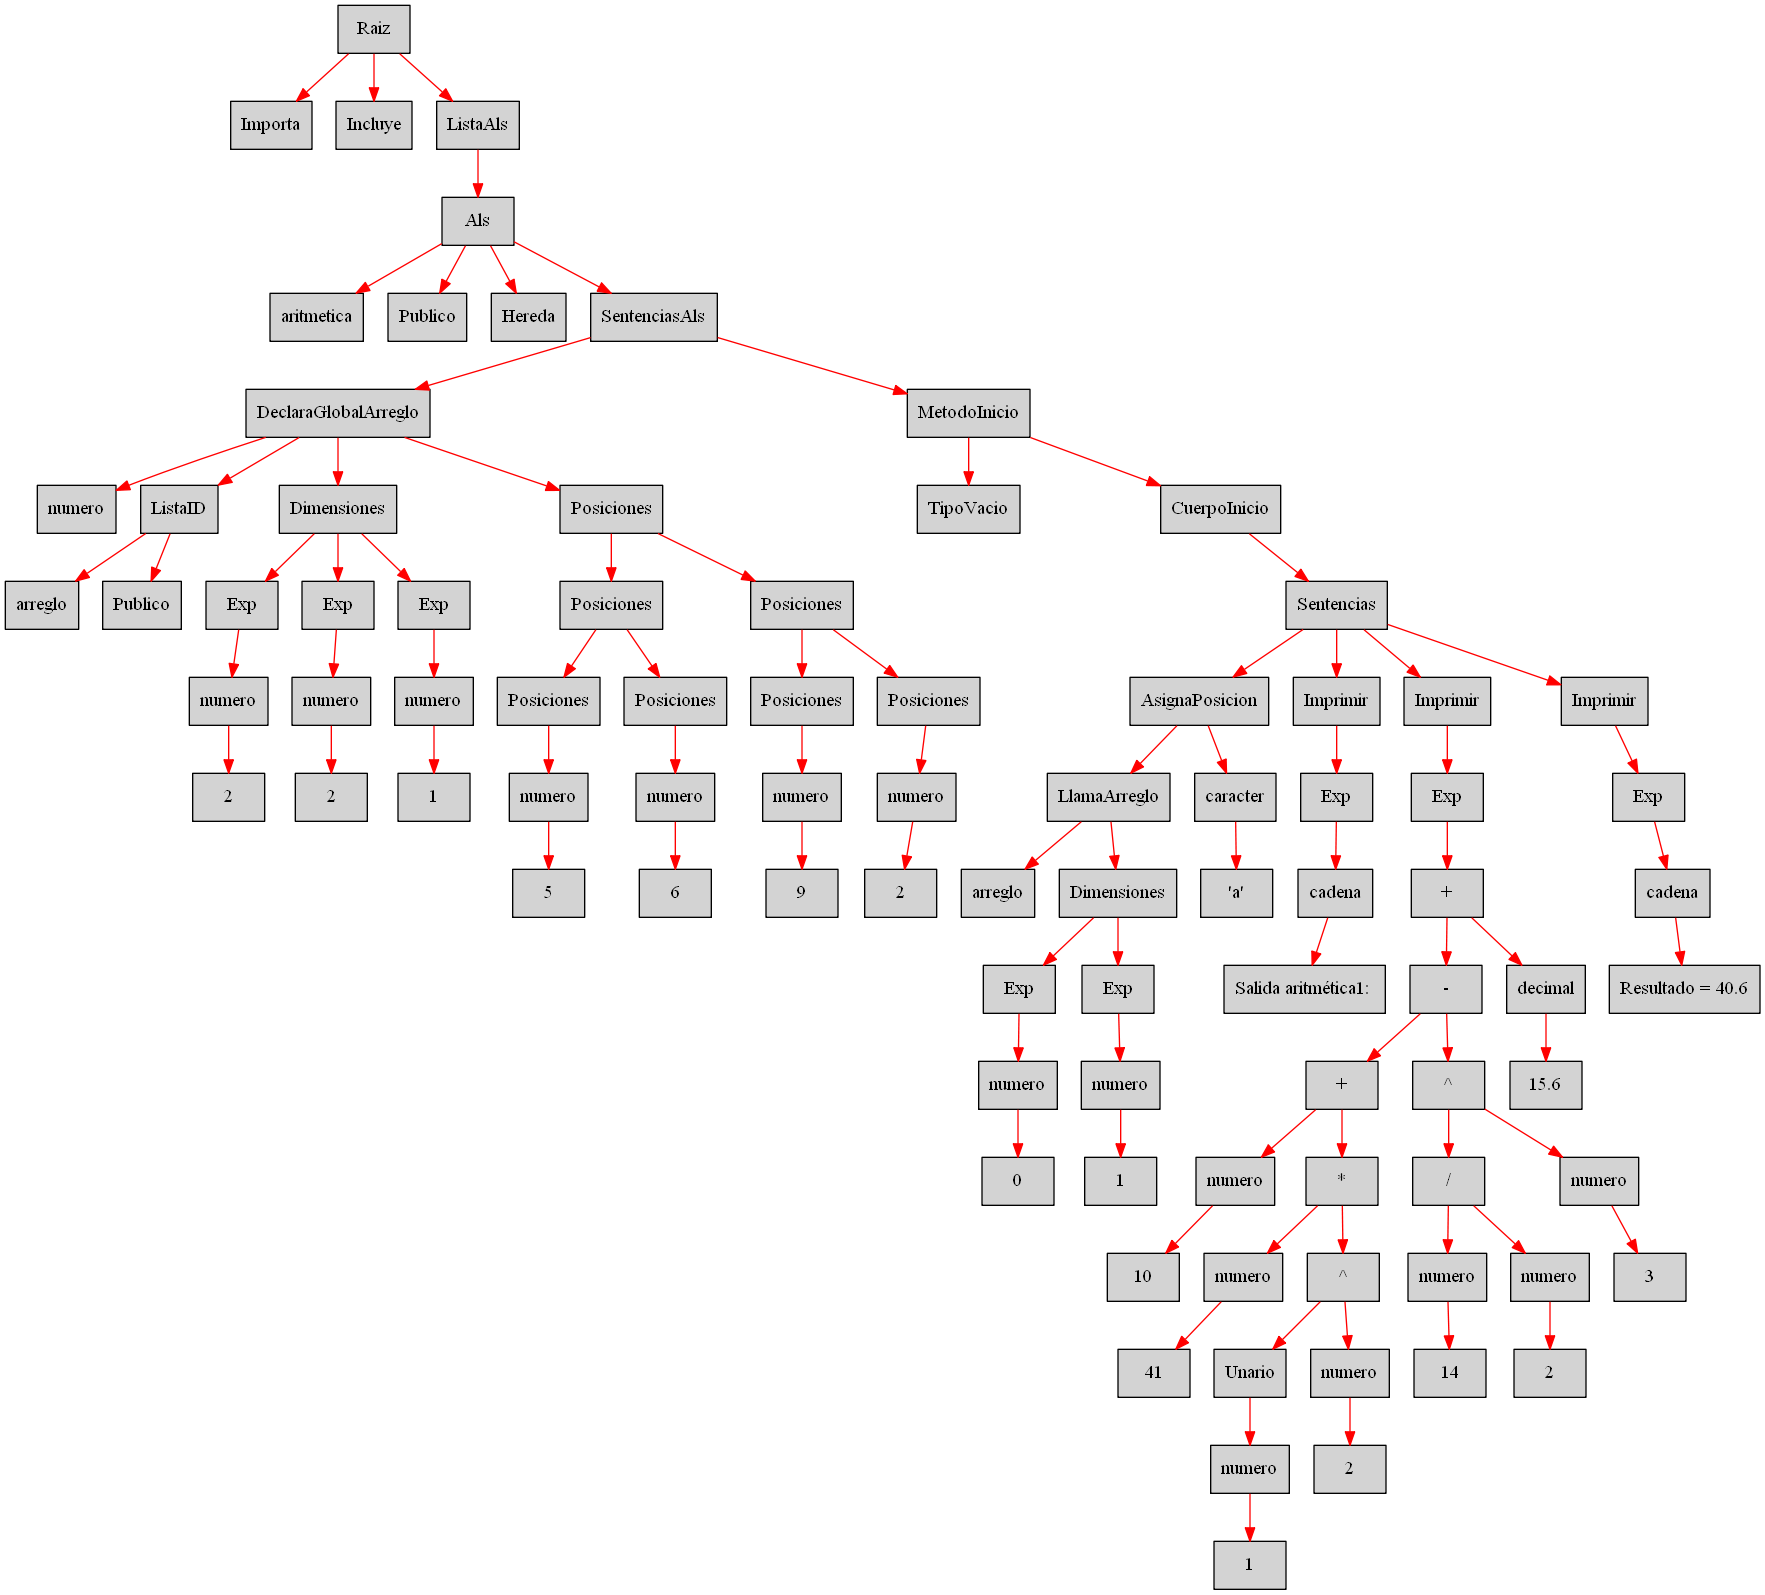 Raiz
Importa Incluye ListaAls
Als
aritmetica Publico Hereda SentenciasAls
DeclaraGlobalArreglo MetodoInicio
numero ListaID Dimensiones Posiciones TipoVacio CuerpoInicio
arreglo Publico Exp Exp Exp Posiciones Posiciones Sentencias
numero numero numero Posiciones Posiciones Posiciones Posiciones AsignaPosicion Imprimir Imprimir Imprimir
2 2 1 numero numero numero numero LlamaArreglo caracter Exp Exp Exp
5 6 9 2 arreglo Dimensiones 'a' cadena + cadena
Exp Exp Salida aritmética1: - decimal Resultado = 40.6
numero numero + ^ 15.6
0 1 numero * / numero
10 numero ^ numero numero 3
41 Unario numero 14 2
numero 2
1